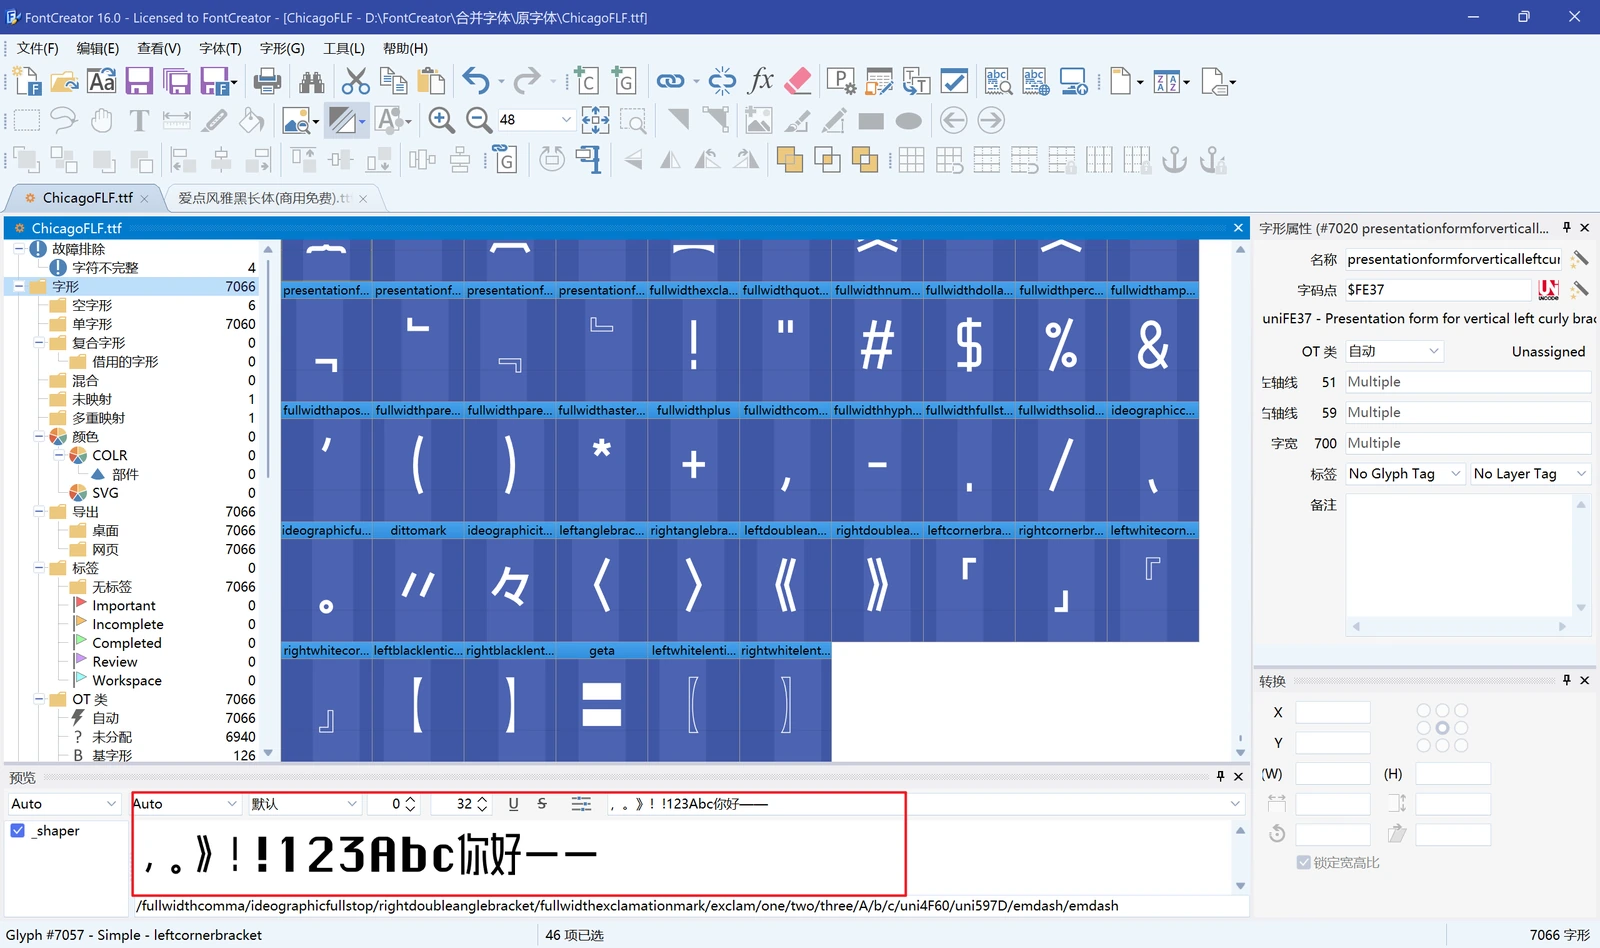 FontCreator 16.0 - Licensed to FontCreator - [ChicagoFLF - D:\FontCreator\合并字体\原字体\ChicagoFLF.ttf]
文件(F) 编辑(E) 查看(V) 字体(T) 字形(G) 工具(L) 帮助(H)
48
ChicagoFLF.ttf 爱点风雅黑长体(商用免费).tt
ChicagoFLF.ttf
故障排除
字符不完整 4
字形 7066
空字形 6
单字形 7060
复合字形 0
借用的字形 0
混合 0
未映射 1
多重映射 1
颜色 0
COLR 0
部件 0
SVG 0
导出 7066
桌面 7066
网页 7066
标签 0
无标签 7066
Important 0
Incomplete 0
Completed 0
Review 0
Workspace 0
OT 类 7066
自动 7066
未分配 6940
基字形 126
presentationf... presentationf... presentationf... presentationf... fullwidthexcla... fullwidthquot... fullwidthnum... fullwidthdolla... fullwidthperc... fullwidthamp...
﹁ ﹂ ﹃ ﹄ ! " # $ % &
fullwidthapos... fullwidthpare... fullwidthpare... fullwidthaster... fullwidthplus fullwidthcom... fullwidthhyph... fullwidthfullst... fullwidthsolid... ideographicc...
' ( ) * + , - . / 、
ideographicfu... dittomark ideographicit... leftanglebrac... rightanglebra... leftdoublean... rightdoublea... leftcornerbra... rightcornerbr... leftwhitecorn...
。 〃 々 〈 〉 《 》 「 」 『
rightwhitecor... leftblacklentic... rightblacklent... geta leftwhitelenti... rightwhitelent...
』 【 】 〓 〖 〗
字形属性 (#7020 presentationformforverticall...
名称 presentationformforverticalleftcur
字码点 $FE37
uniFE37 - Presentation form for vertical left curly brac
OT 类 自动 Unassigned
左轴线 51 Multiple
右轴线 59 Multiple
字宽 700 Multiple
标签 No Glyph Tag No Layer Tag
备注
转换
X
Y
(W) (H)
锁定宽高比
预览
Auto Auto 默认 0 32 U S ，。》！!123Abc你好——
_shaper
，。》！!123Abc你好——
/fullwidthcomma/ideographicfullstop/rightdoubleanglebracket/fullwidthexclamationmark/exclam/one/two/three/A/b/c/uni4F60/uni597D/emdash/emdash
Glyph #7057 - Simple - leftcornerbracket 46 项已选 7066 字形